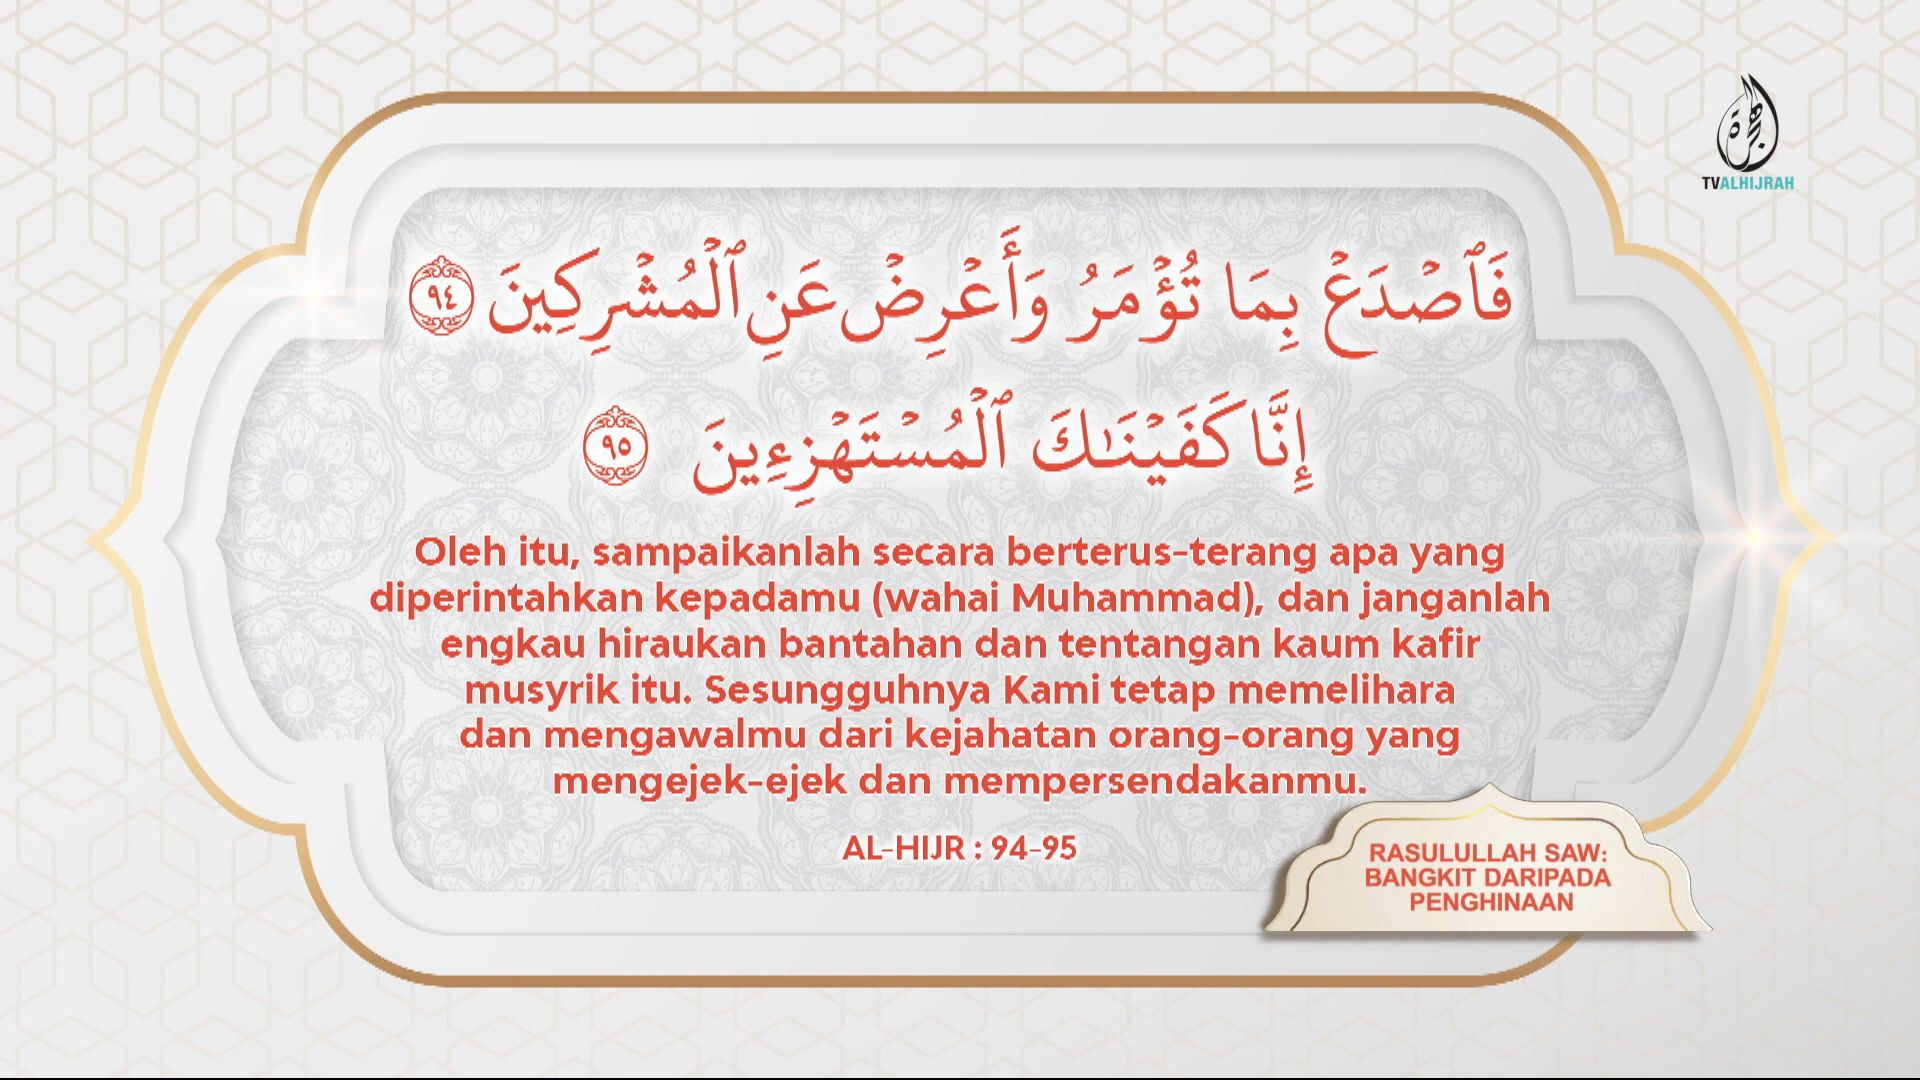 هجرة
TVALHIJRAH
فَٱصۡدَعۡ بِمَا تُؤۡمَرُ وَأَعۡرِضۡ عَنِ ٱلۡمُشۡرِكِينَ ٩٤
إِنَّا كَفَيۡنَـٰكَ ٱلۡمُسۡتَهۡزِءِينَ ٩٥
Oleh itu, sampaikanlah secara berterus-terang apa yang
diperintahkan kepadamu (wahai Muhammad), dan janganlah
engkau hiraukan bantahan dan tentangan kaum kafir
musyrik itu. Sesungguhnya Kami tetap memelihara
dan mengawalmu dari kejahatan orang-orang yang
mengejek-ejek dan mempersendakanmu.
AL-HIJR : 94-95
RASULULLAH SAW:
BANGKIT DARIPADA
PENGHINAAN